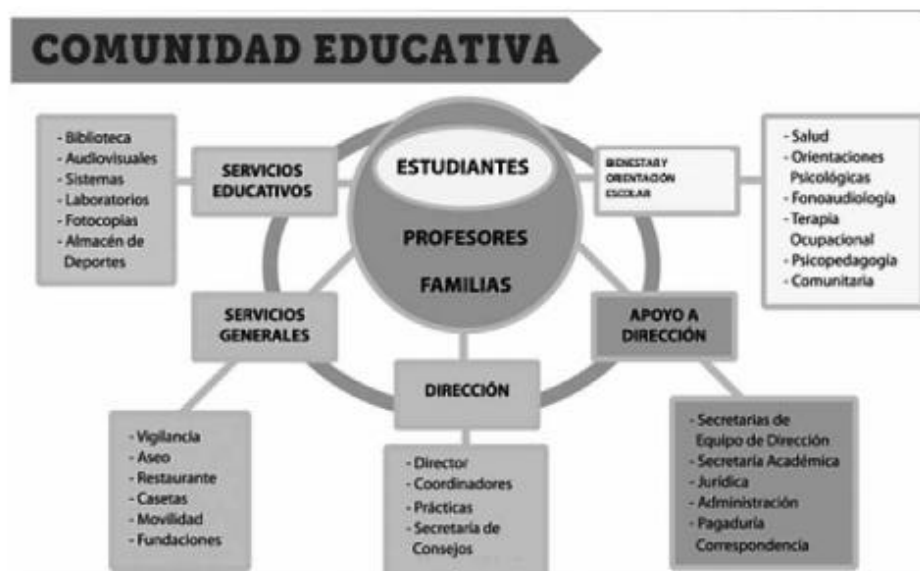 COMUNIDAD EDUCATIVA
- Biblioteca
- Audiovisuales
- Sistemas
- Laboratorios
- Fotocopias
- Almacén de
Deportes
SERVICIOS
EDUCATIVOS
ESTUDIANTES
PROFESORES
FAMILIAS
BIENESTAR Y
ORIENTACIÓN
ESCOLAR
- Salud
- Orientaciones
Psicológicas
- Fonoaudiología
- Terapia
Ocupacional
- Psicopedagogía
- Comunitaria
SERVICIOS
GENERALES
- Vigilancia
- Aseo
- Restaurante
- Casetas
- Movilidad
- Fundaciones
DIRECCIÓN
- Director
- Coordinadores
- Prácticas
- Secretaría de
Consejos
APOYO A
DIRECCIÓN
- Secretarias de
Equipo de Dirección
- Secretaría Académica
- Jurídica
- Administración
- Pagaduría
Correspondencia